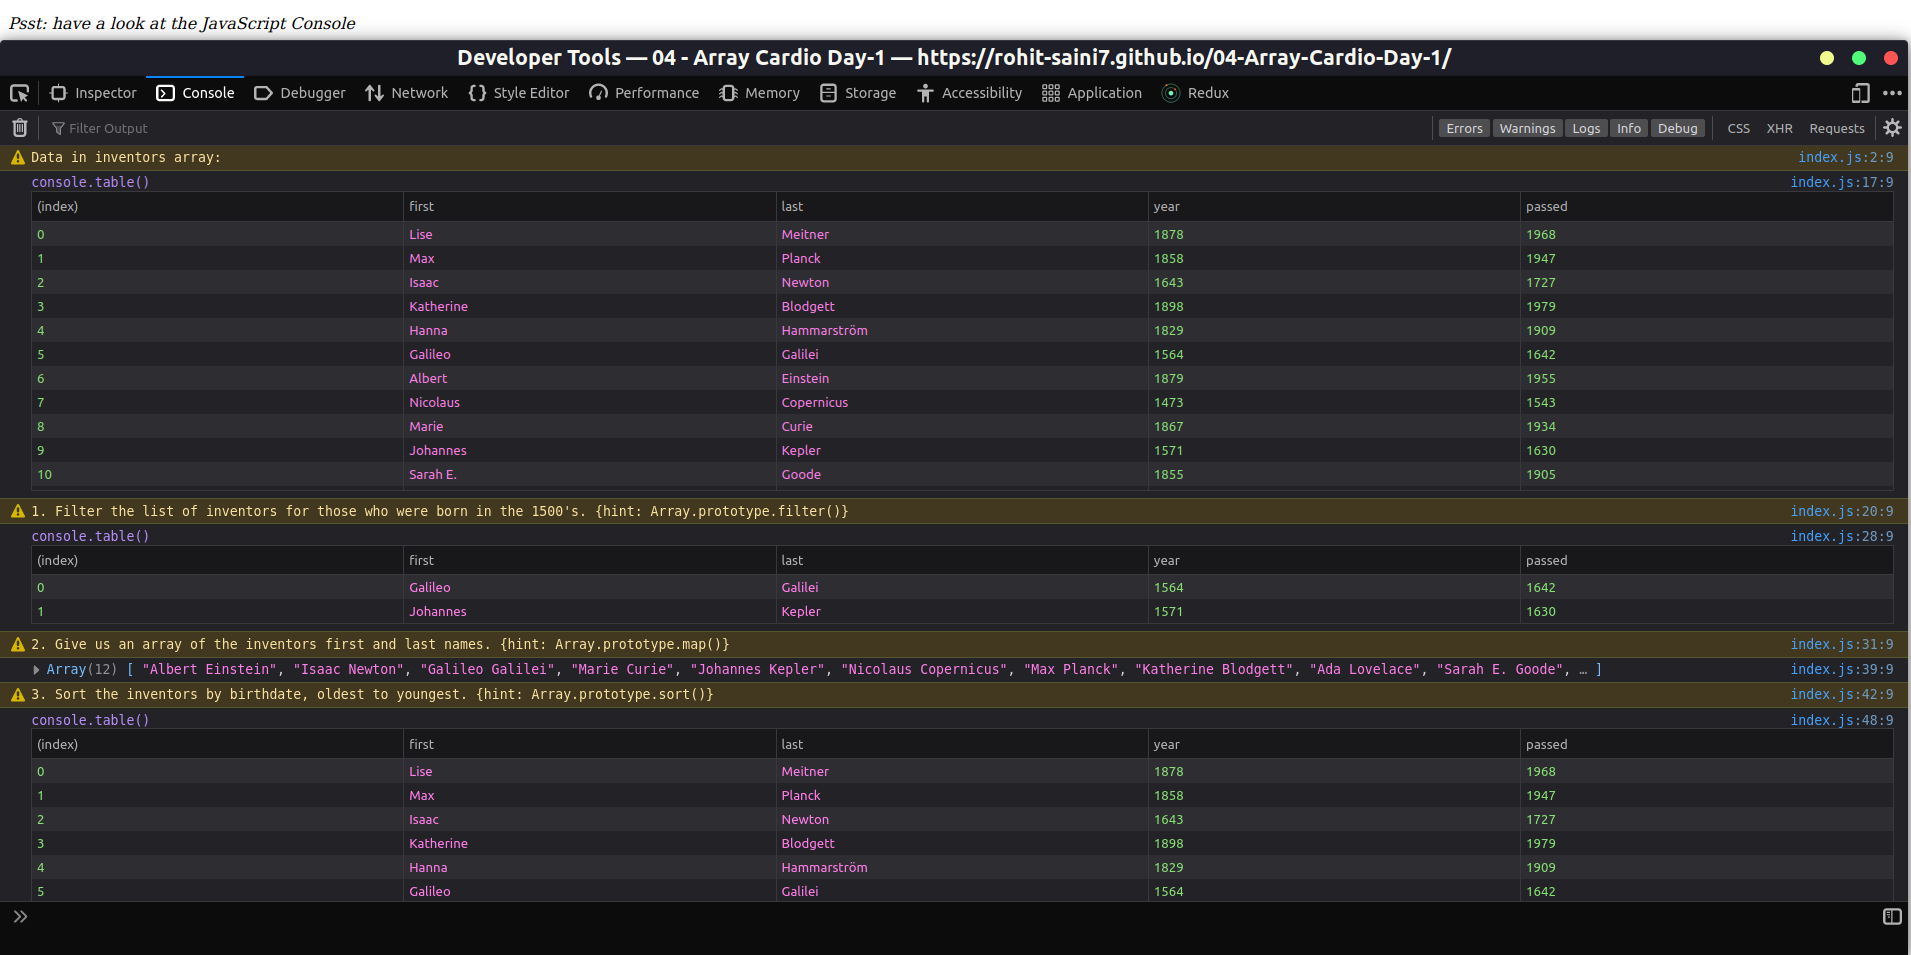 Psst: have a look at the JavaScript Console
Developer Tools — 04 - Array Cardio Day-1 — https://rohit-saini7.github.io/04-Array-Cardio-Day-1/
Inspector Console Debugger Network Style Editor Performance Memory Storage Accessibility Application Redux
Filter Output Errors Warnings Logs Info Debug CSS XHR Requests
Data in inventors array: index.js:2:9
console.table() index.js:17:9
(index) first last year passed
0 Lise Meitner 1878 1968
1 Max Planck 1858 1947
2 Isaac Newton 1643 1727
3 Katherine Blodgett 1898 1979
4 Hanna Hammarström 1829 1909
5 Galileo Galilei 1564 1642
6 Albert Einstein 1879 1955
7 Nicolaus Copernicus 1473 1543
8 Marie Curie 1867 1934
9 Johannes Kepler 1571 1630
10 Sarah E. Goode 1855 1905
1. Filter the list of inventors for those who were born in the 1500's. {hint: Array.prototype.filter()} index.js:20:9
console.table() index.js:28:9
(index) first last year passed
0 Galileo Galilei 1564 1642
1 Johannes Kepler 1571 1630
2. Give us an array of the inventors first and last names. {hint: Array.prototype.map()} index.js:31:9
Array(12) [ "Albert Einstein", "Isaac Newton", "Galileo Galilei", "Marie Curie", "Johannes Kepler", "Nicolaus Copernicus", "Max Planck", "Katherine Blodgett", "Ada Lovelace", "Sarah E. Goode", … ] index.js:39:9
3. Sort the inventors by birthdate, oldest to youngest. {hint: Array.prototype.sort()} index.js:42:9
console.table() index.js:48:9
(index) first last year passed
0 Lise Meitner 1878 1968
1 Max Planck 1858 1947
2 Isaac Newton 1643 1727
3 Katherine Blodgett 1898 1979
4 Hanna Hammarström 1829 1909
5 Galileo Galilei 1564 1642